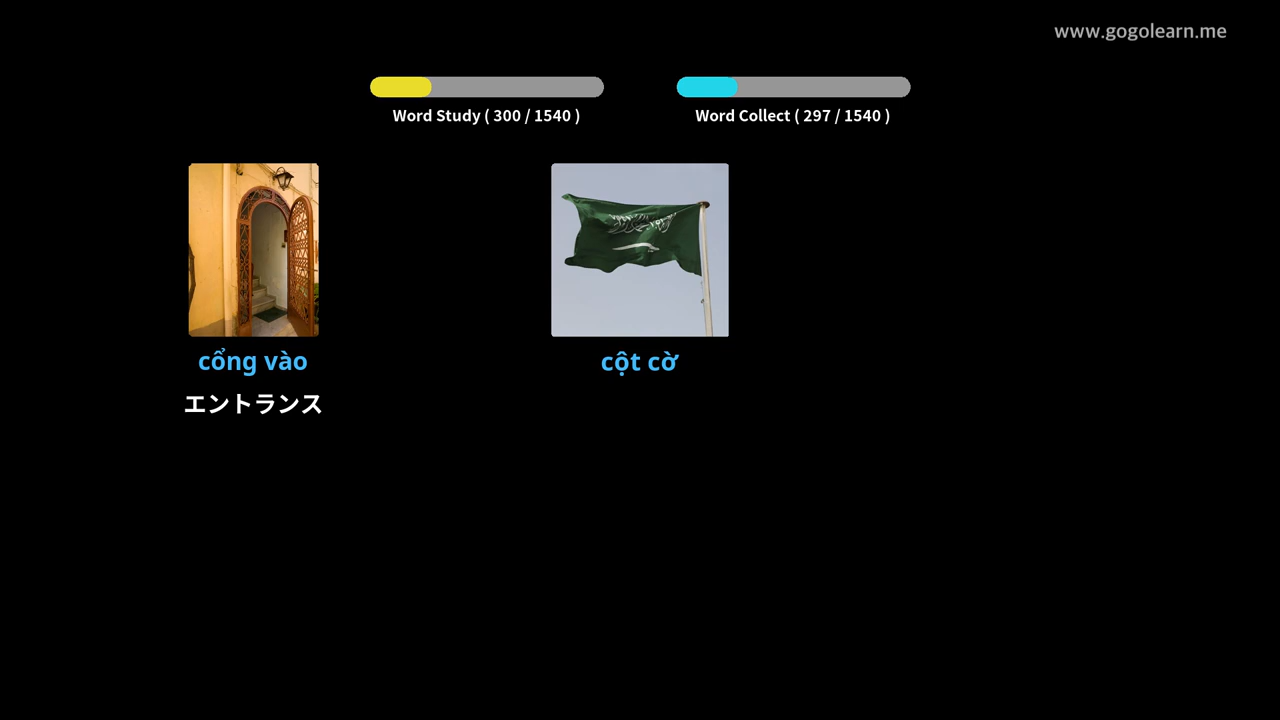 www.gogolearn.me
Word Study ( 300 / 1540 )
Word Collect ( 297 / 1540 )
cổng vào
エントランス
cột cờ